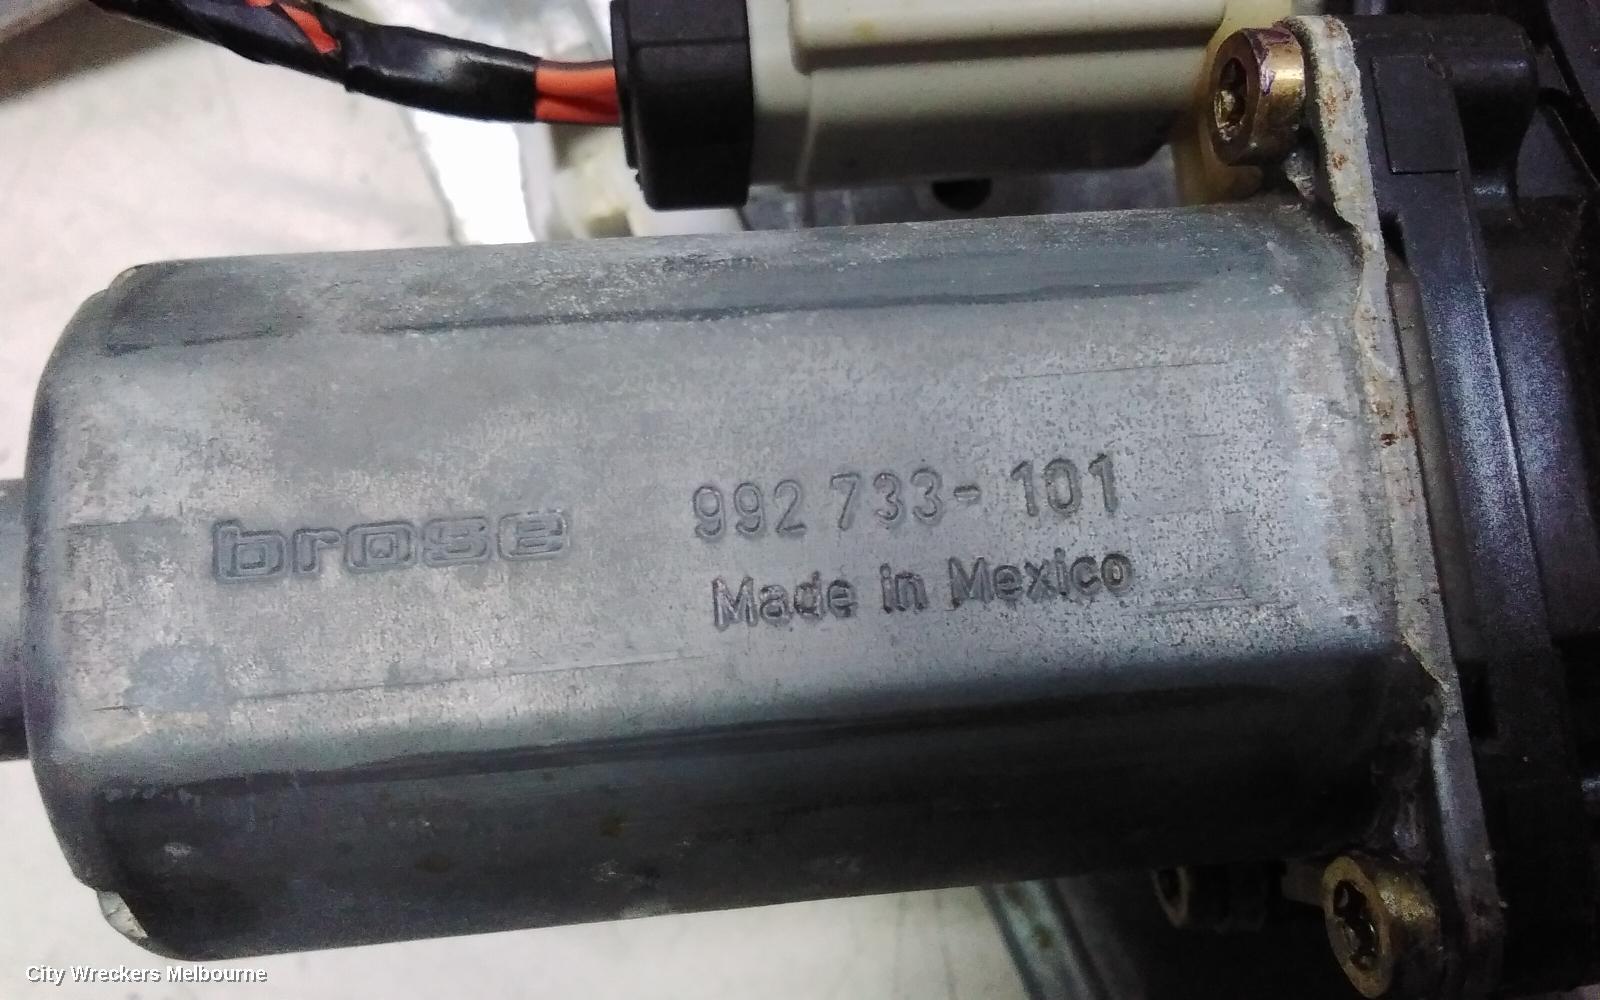 brose
992 733- 101
Made in Mexico
City Wreckers Melbourne